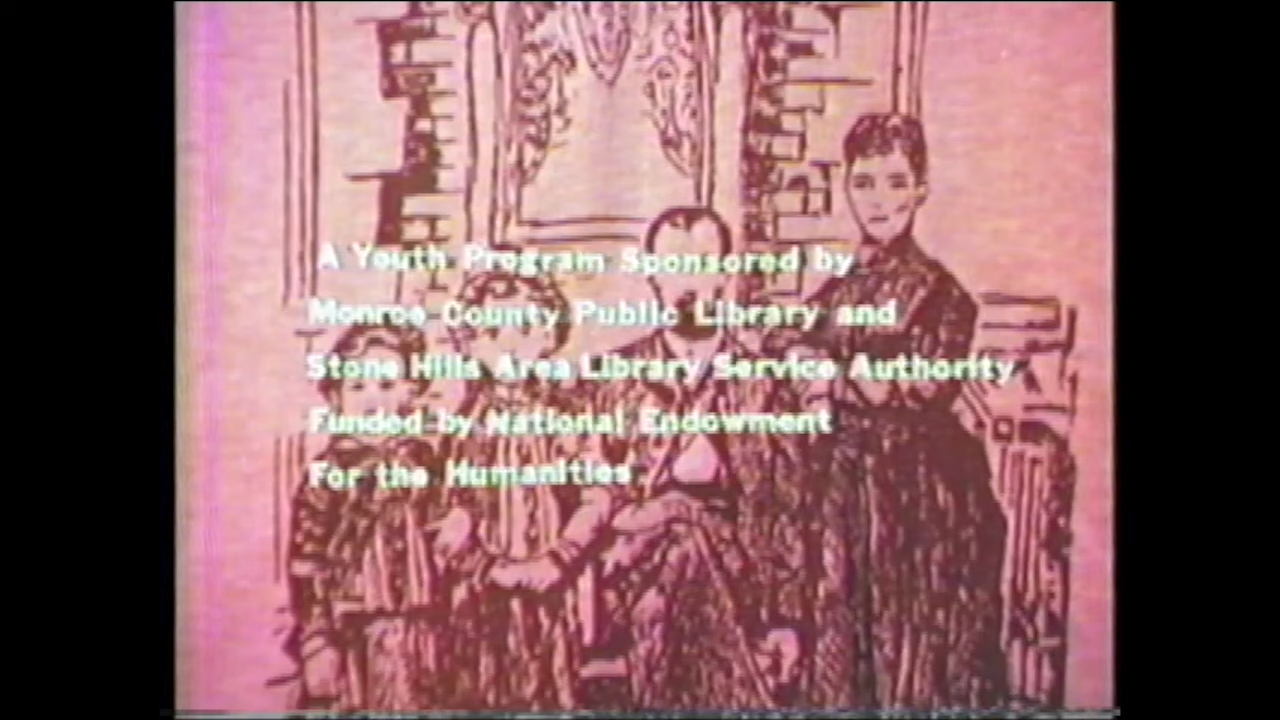 A Youth Program Sponsored by
Monroe County Public Library and
Stone Hills Area Library Service Authority
Funded by National Endowment
For the Humanities.